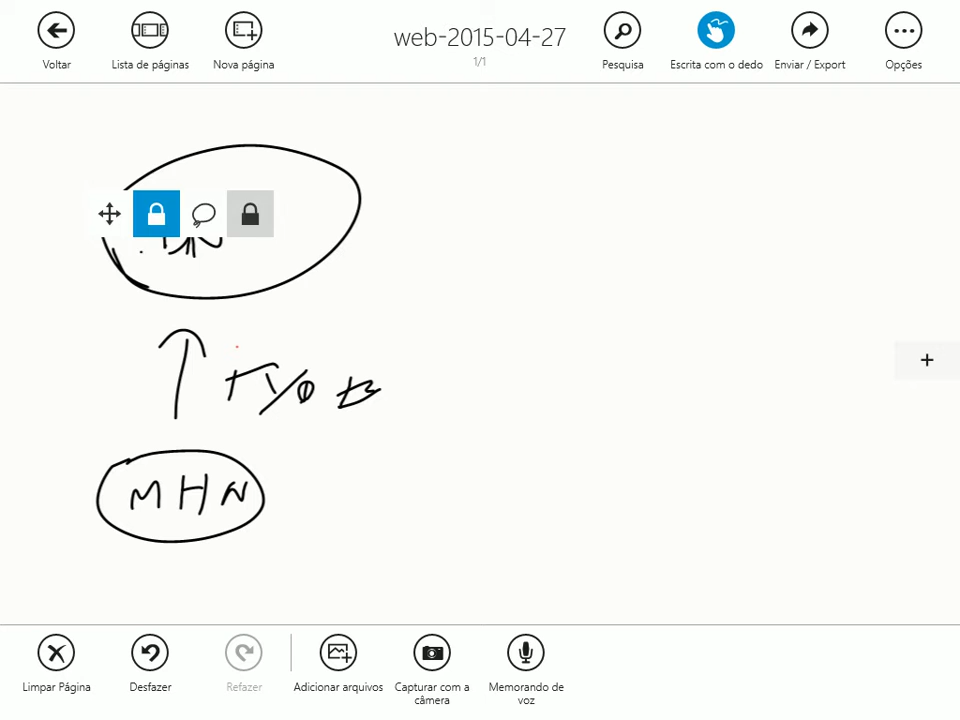 web-2015-04-27
1/1
Voltar
Lista de páginas
Nova página
Pesquisa
Escrita com o dedo
Enviar / Export
Opções
MHN
Limpar Página
Desfazer
Refazer
Adicionar arquivos
Capturar com a
câmera
Memorando de
voz